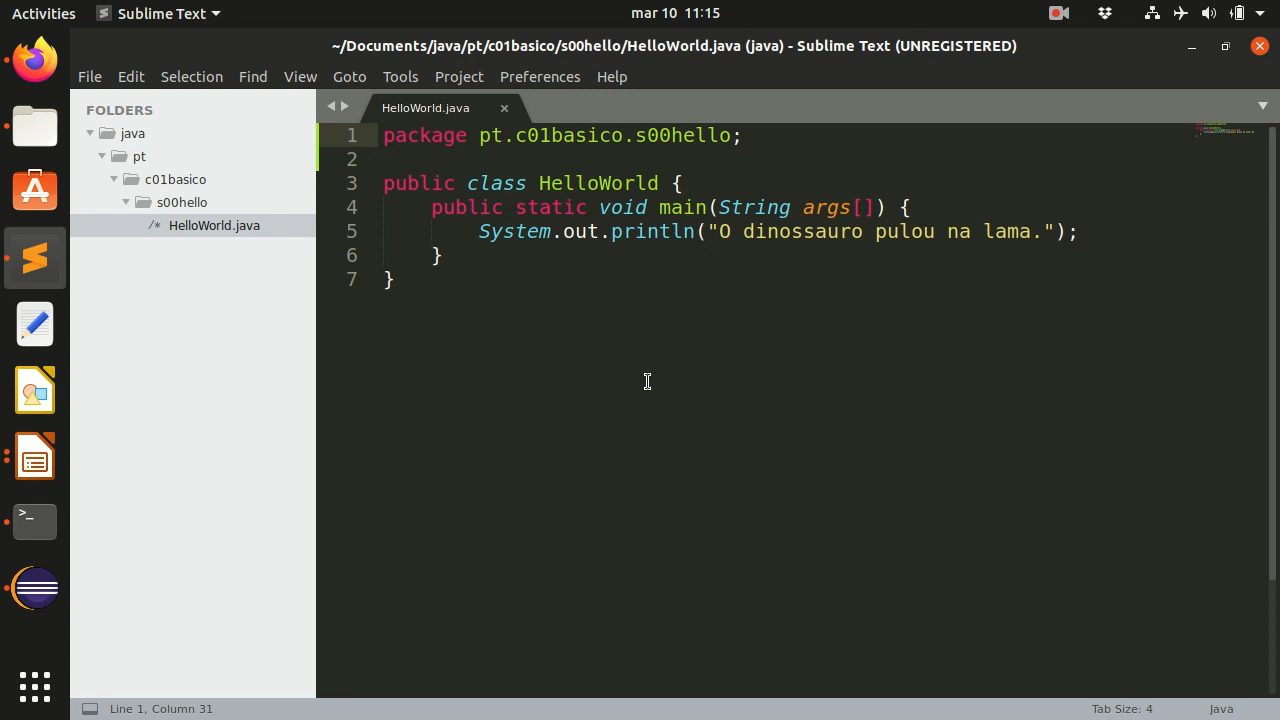 Activities
Sublime Text
mar 10 11:15
~/Documents/java/pt/c01basico/s00hello/HelloWorld.java (java) - Sublime Text (UNREGISTERED)
File Edit Selection Find View Goto Tools Project Preferences Help
FOLDERS
java
pt
c01basico
s00hello
/* HelloWorld.java
HelloWorld.java ×
1 package pt.c01basico.s00hello;
2
3 public class HelloWorld {
4 public static void main(String args[]) {
5 System.out.println("O dinossauro pulou na lama.");
6 }
7 }
>_
Line 1, Column 31
Tab Size: 4
Java